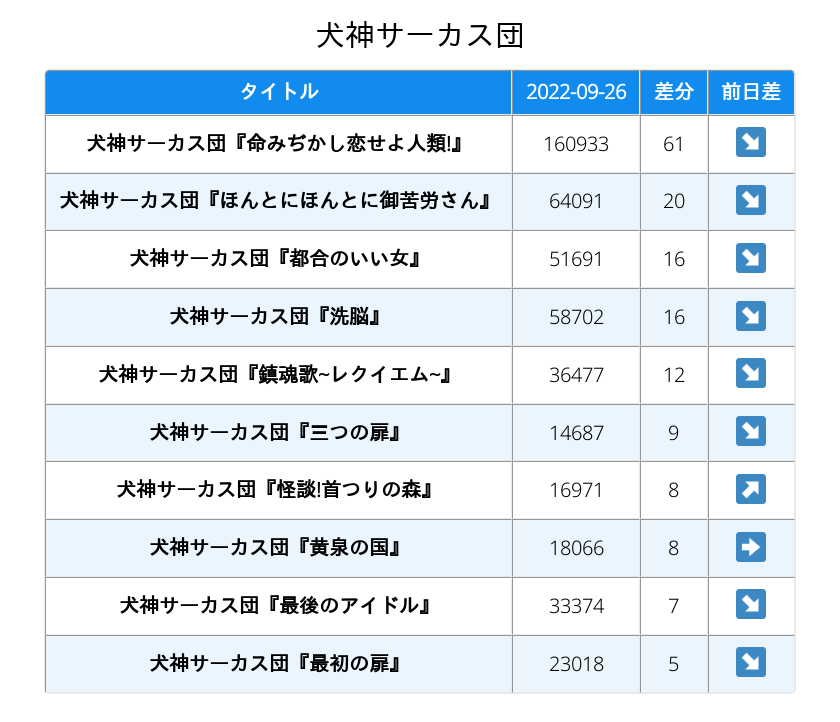 犬神サーカス団
タイトル 2022-09-26 差分 前日差
犬神サーカス団『命みぢかし恋せよ人類!』 160933 61
犬神サーカス団『ほんとにほんとに御苦労さん』 64091 20
犬神サーカス団『都合のいい女』 51691 16
犬神サーカス団『洗脳』 58702 16
犬神サーカス団『鎮魂歌~レクイエム~』 36477 12
犬神サーカス団『三つの扉』 14687 9
犬神サーカス団『怪談!首つりの森』 16971 8
犬神サーカス団『黄泉の国』 18066 8
犬神サーカス団『最後のアイドル』 33374 7
犬神サーカス団『最初の扉』 23018 5